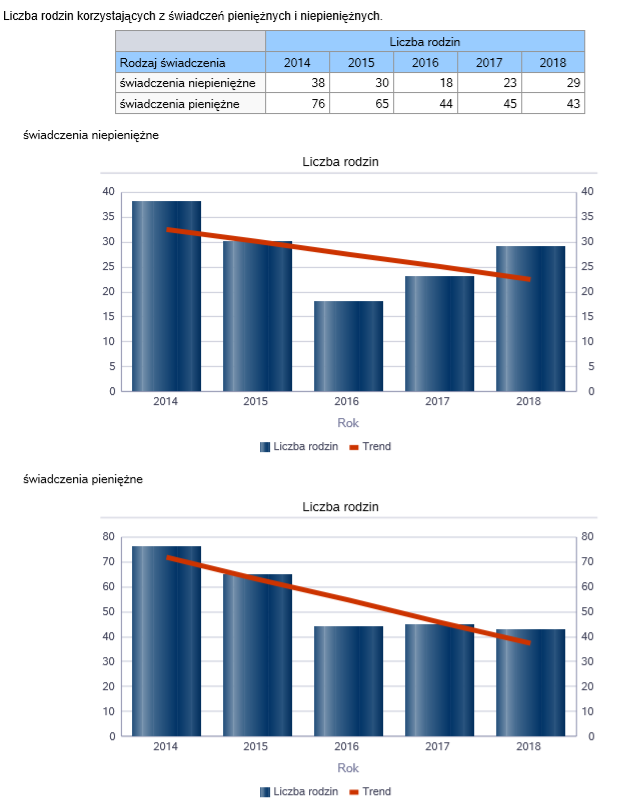 Liczba rodzin korzystających z świadczeń pieniężnych i niepieniężnych.
Liczba rodzin
Rodzaj świadczenia 2014 2015 2016 2017 2018
świadczenia niepieniężne 38 30 18 23 29
świadczenia pieniężne 76 65 44 45 43
świadczenia niepieniężne
Liczba rodzin
40 40
35 35
30 30
25 25
20 20
15 15
10 10
5 5
0 0
2014 2015 2016 2017 2018
Rok
Liczba rodzin Trend
świadczenia pieniężne
Liczba rodzin
80 80
70 70
60 60
50 50
40 40
30 30
20 20
10 10
0 0
2014 2015 2016 2017 2018
Rok
Liczba rodzin Trend